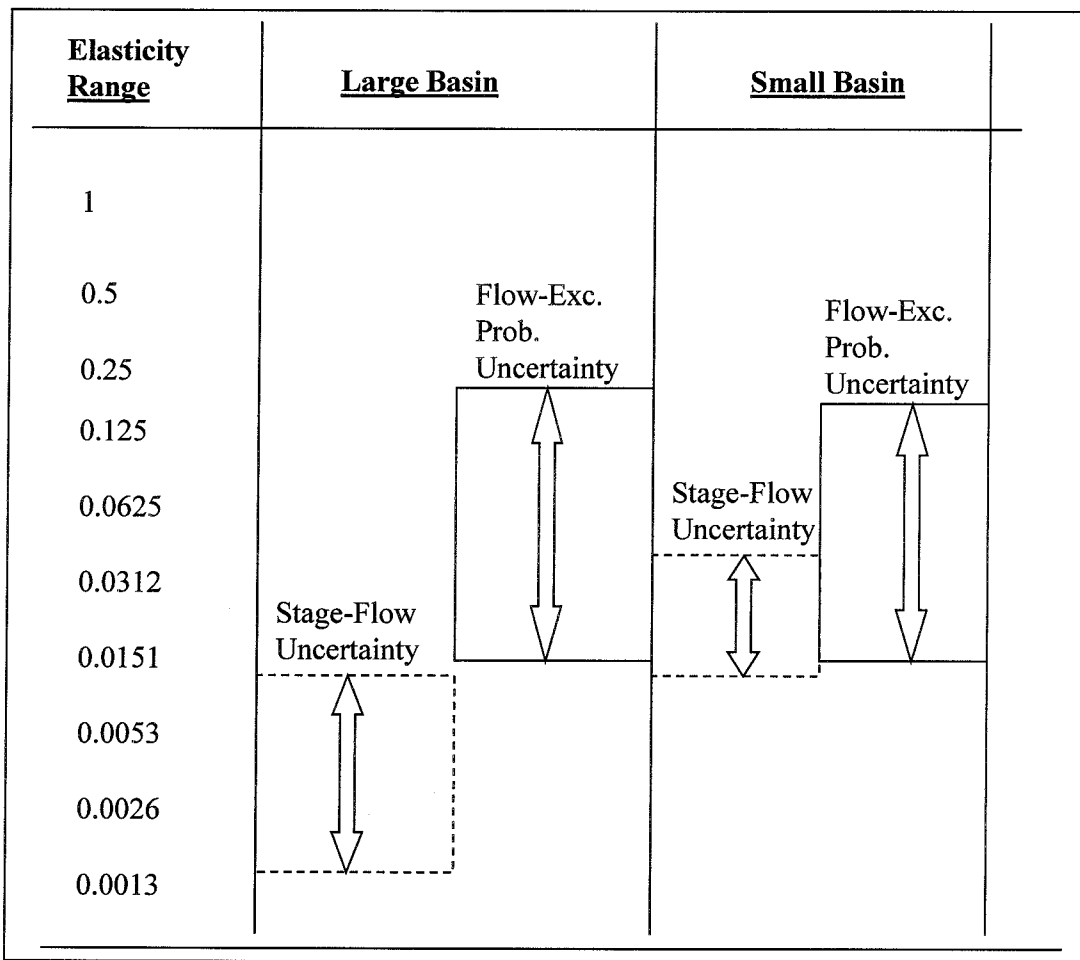 Elasticity
Range
Large Basin
Small Basin
1
0.5
0.25
0.125
0.0625
0.0312
0.0151
0.0053
0.0026
0.0013
Stage-Flow
Uncertainty
Flow-Exc.
Prob.
Uncertainty
Stage-Flow
Uncertainty
Flow-Exc.
Prob.
Uncertainty